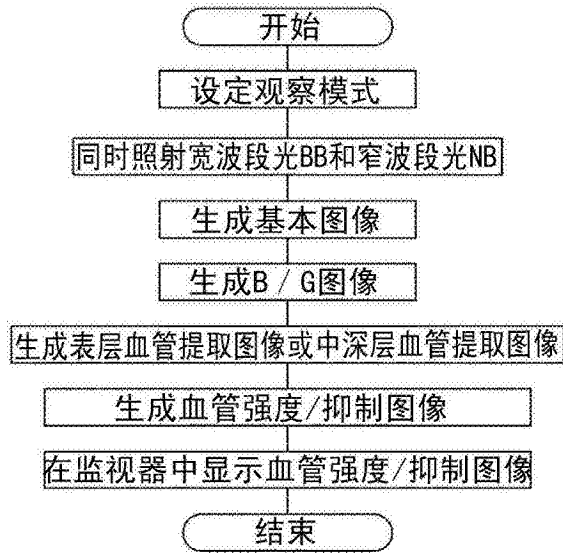 开始
设定观察模式
同时照射宽波段光BB和窄波段光NB
生成基本图像
生成B / G图像
生成表层血管提取图像或中深层血管提取图像
生成血管强度/抑制图像
在监视器中显示血管强度/抑制图像
结束